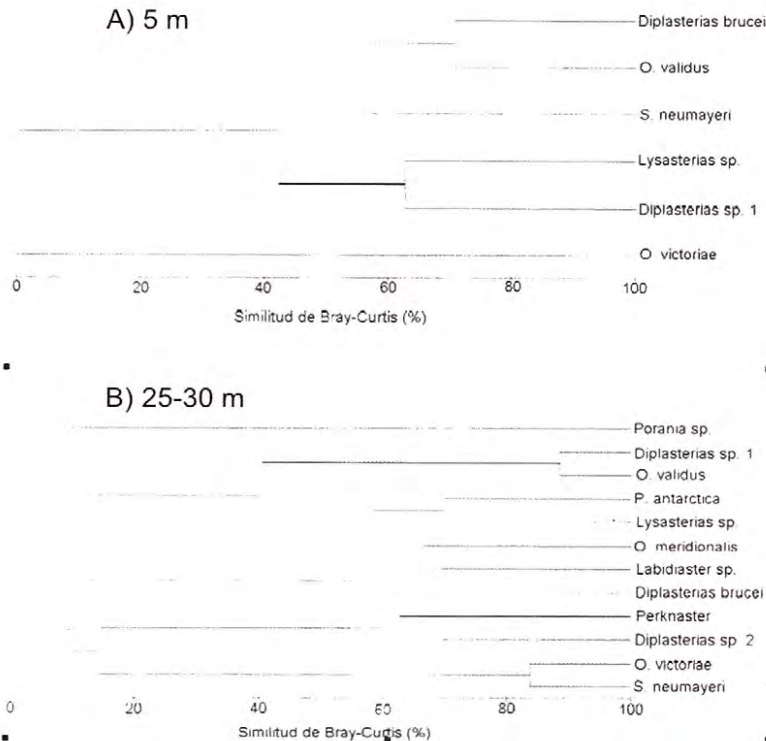 A) 5 m
Diplasterias brucei
O. validus
S. neumayeri
Lysasterias sp.
Diplasterias sp. 1
O victoriae
0 20 40 60 80 100
Similitud de Bray-Curtis (%)
B) 25-30 m
Porania sp.
Diplasterias sp. 1
O. validus
P. antarctica
Lysasterias sp.
O meridionalis
Labidiaster sp.
Diplasterias brucei
Perknaster
Diplasterias sp 2
O. victoriae
S. neumayeri
0 20 40 60 80 100
Similitud de Bray-Curtis (%)